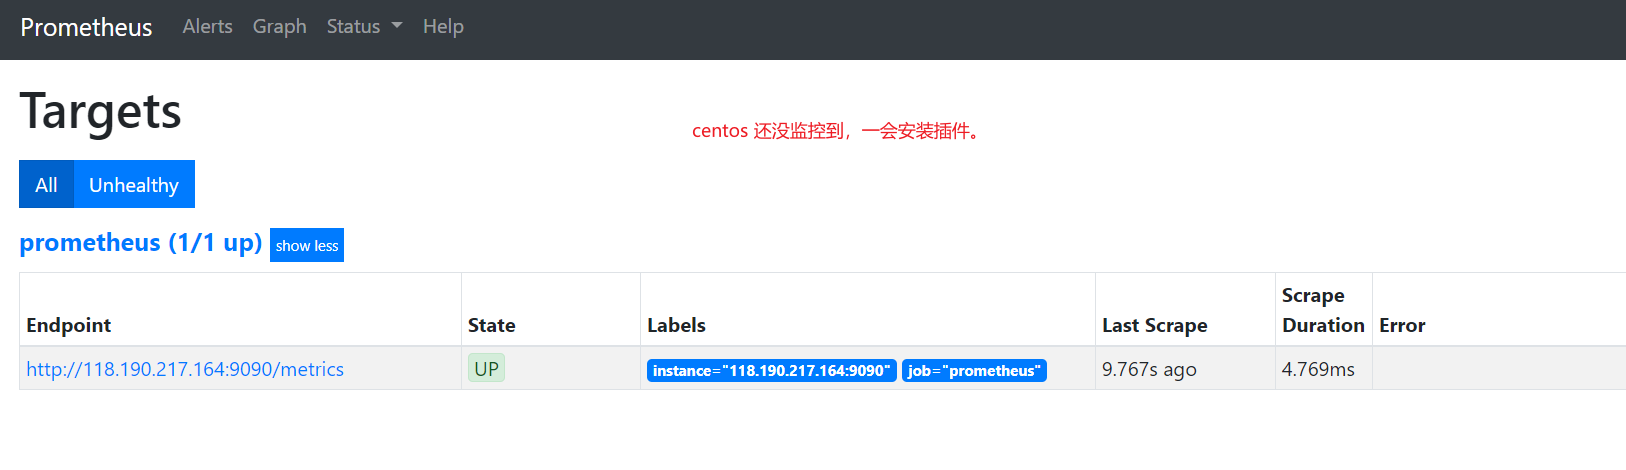 Prometheus Alerts Graph Status Help
Targets
centos 还没监控到，一会安装插件。
All Unhealthy
prometheus (1/1 up) show less
Endpoint State Labels Last Scrape Scrape Duration Error
http://118.190.217.164:9090/metrics UP instance="118.190.217.164:9090" job="prometheus" 9.767s ago 4.769ms